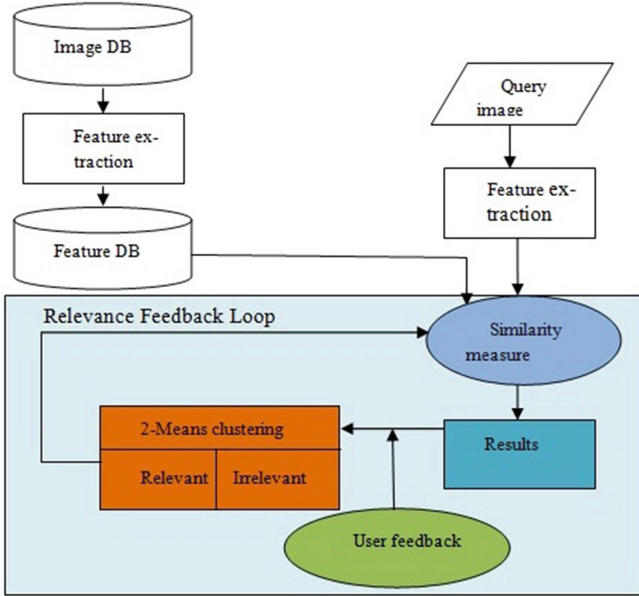 Image DB
Feature ex-
traction
Feature DB
Query
image
Feature ex-
traction
Relevance Feedback Loop
Similarity
measure
2-Means clustering
Relevant Irrelevant
Results
User feedback